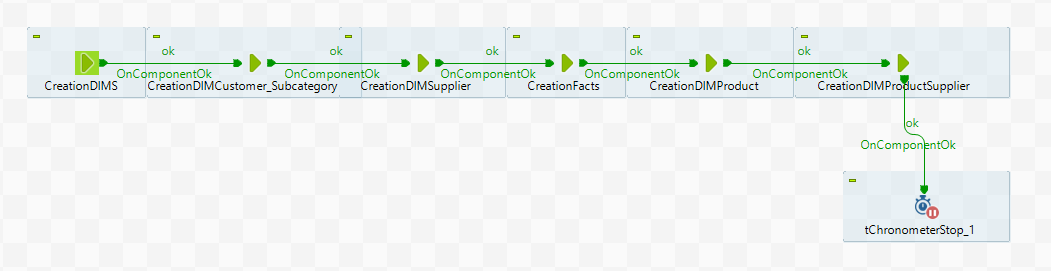 ok ok ok ok ok
OnComponentOk OnComponentOk OnComponentOk OnComponentOk OnComponentOk
CreationDIMS CreationDIMCustomer_Subcategory CreationDIMSupplier CreationFacts CreationDIMProduct CreationDIMProductSupplier
ok
OnComponentOk
tChronometerStop_1